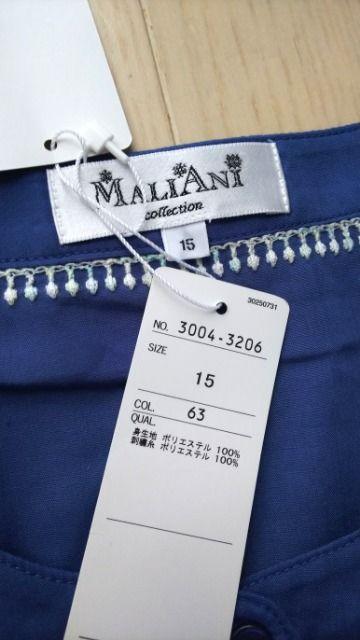 MALIANI
collection
15
30250731
NO. 3004-3206
SIZE
15
COL. 63
QUAL.
身生地 ポリエステル 100%
刺繍糸 ポリエステル 100%